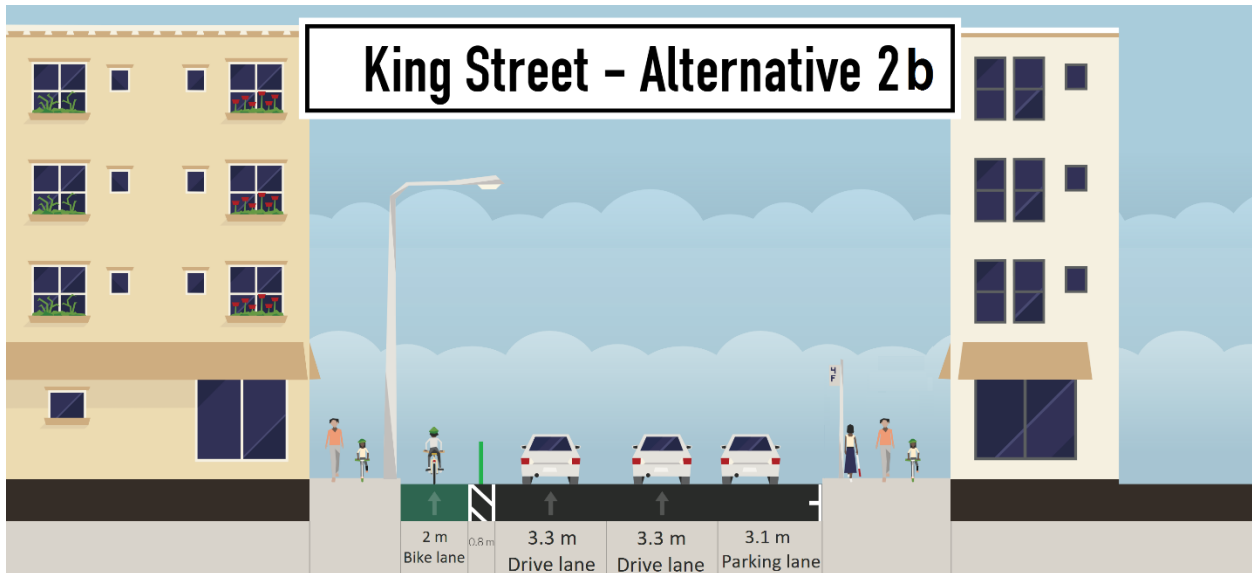 King Street - Alternative 2b
4
F
2 m
Bike lane
0.8 m
3.3 m
Drive lane
3.3 m
Drive lane
3.1 m
Parking lane